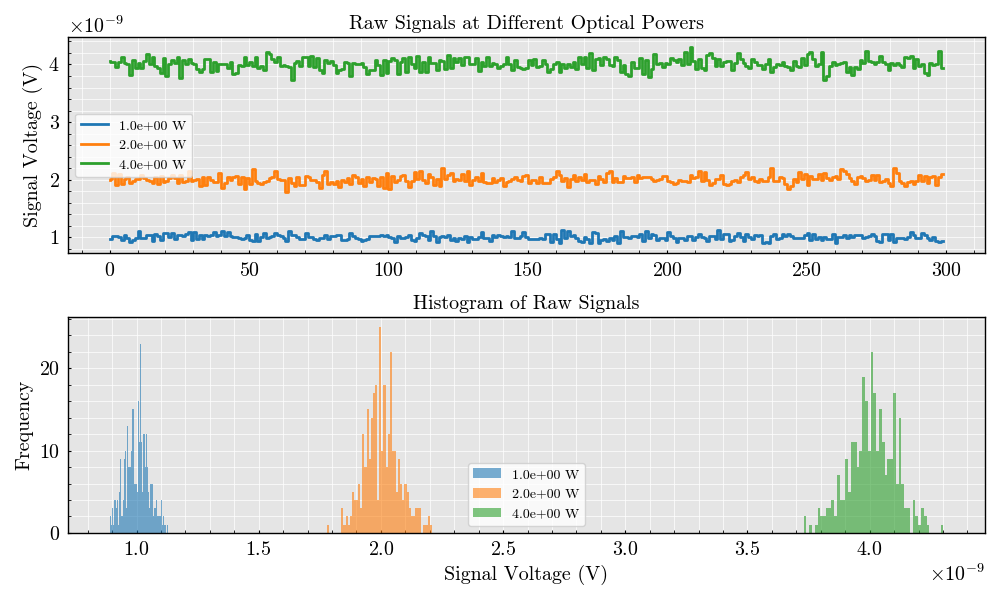 Raw Signals at Different Optical Powers
×10⁻⁹
Signal Voltage (V)
4
3
2
1
1.0e+00 W
2.0e+00 W
4.0e+00 W
0 50 100 150 200 250 300
Histogram of Raw Signals
Frequency
20
10
0
1.0e+00 W
2.0e+00 W
4.0e+00 W
1.0 1.5 2.0 2.5 3.0 3.5 4.0
Signal Voltage (V)
×10⁻⁹